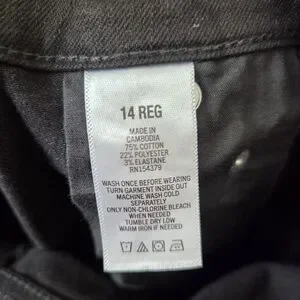 14 REG
MADE IN
CAMBODIA
75% COTTON
22% POLYESTER
3% ELASTANE
RN154379
WASH ONCE BEFORE WEARING
TURN GARMENT INSIDE OUT
MACHINE WASH COLD
SEPARATELY
ONLY NON-CHLORINE BLEACH
WHEN NEEDED
TUMBLE DRY LOW
WARM IRON IF NEEDED